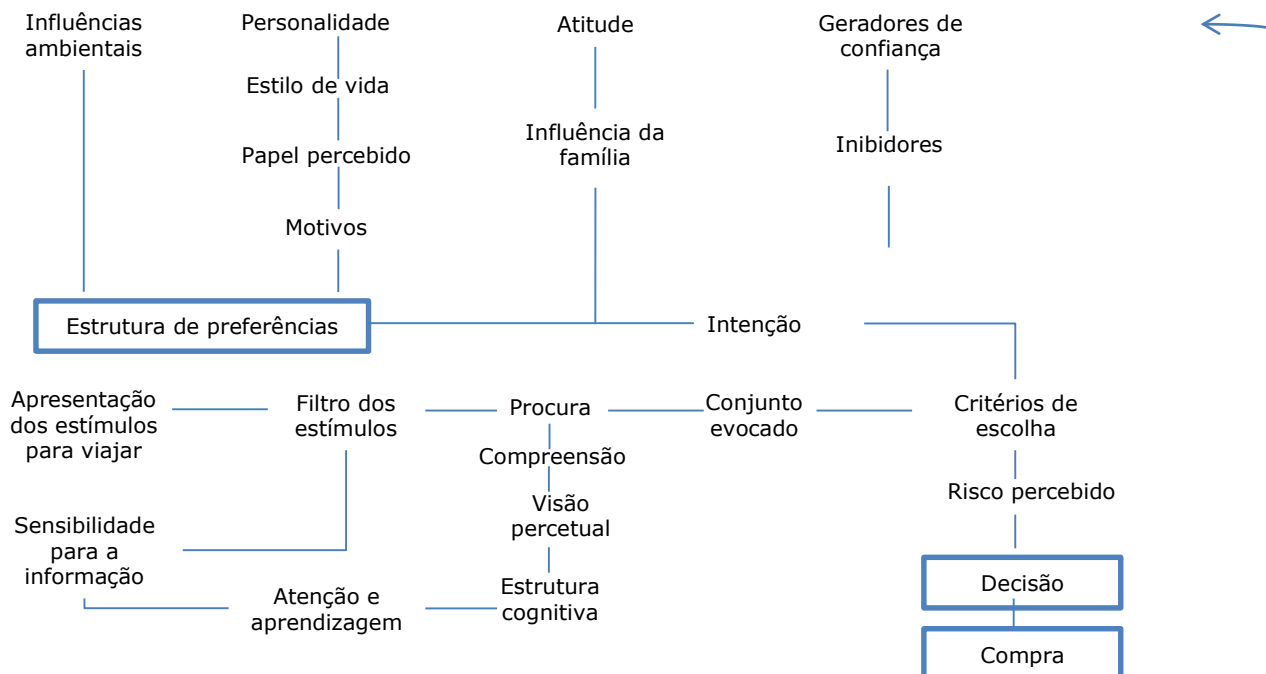 Influências
ambientais
Personalidade
Atitude
Geradores de
confiança
Estilo de vida
Influência da
família
Inibidores
Papel percebido
Motivos
Estrutura de preferências
Intenção
Apresentação
dos estímulos
para viajar
Filtro dos
estímulos
Procura
Conjunto
evocado
Critérios de
escolha
Compreensão
Risco percebido
Visão
percetual
Sensibilidade
para a
informação
Atenção e
aprendizagem
Estrutura
cognitiva
Decisão
Compra